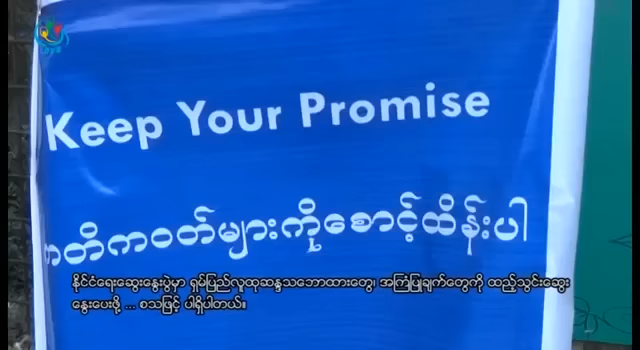 Keep Your Promise
ကတိကဝတ်များကိုစောင့်ထိန်းပါ
နိုင်ငံရေးဆွေးနွေးပွဲမှာ ရှမ်းပြည်လူထုဆန္ဒသဘောထားတွေ၊ အကြံပြုချက်တွေကို ထည့်သွင်းဆွေး
နွေးပေးဖို့ ... စသဖြင့် ပါရှိပါတယ်။